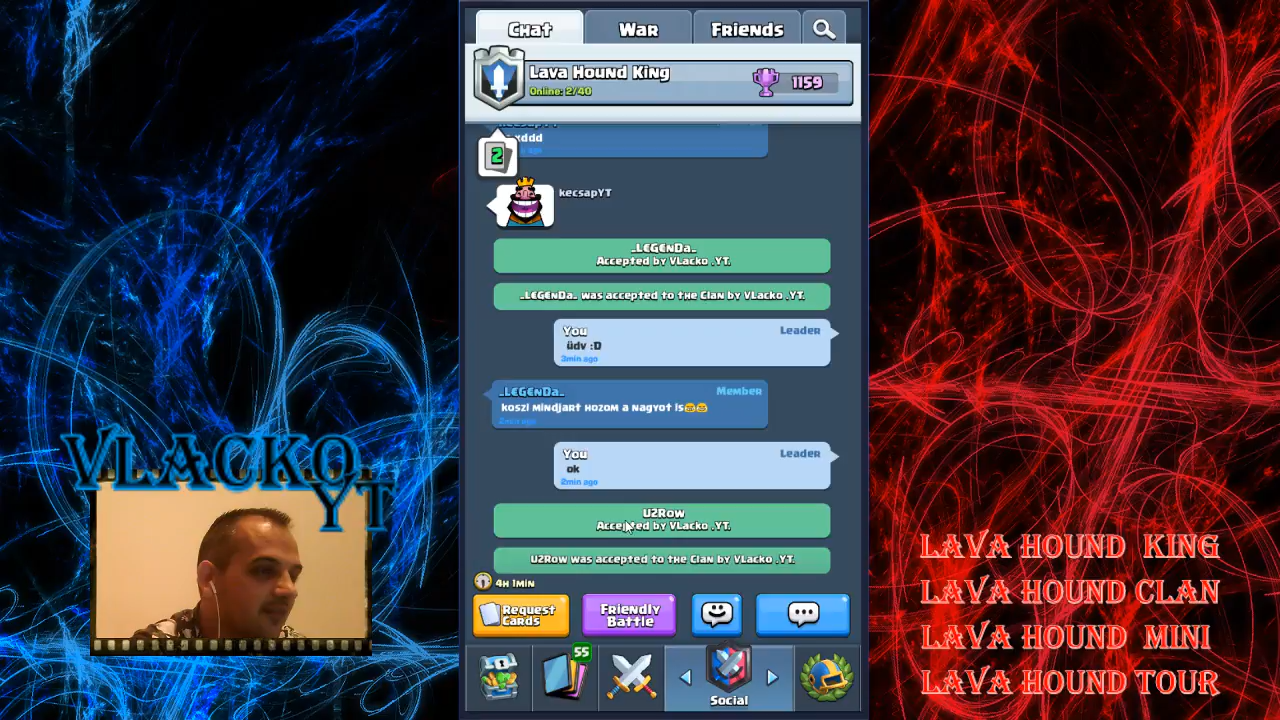 Chat
War
Friends
Lava Hound King
Online: 2/40
1159
xddd
2
kecsapYT
_LEGENDa_
Accepted by VLacko .YT.
_LEGENDa_ was accepted to the Clan by VLacko .YT.
You
Leader
üdv :D
3min ago
_LEGENDa_
Member
koszi mindjart hozom a nagyot is
2min ago
You
Leader
ok
2min ago
U2Row
Accepted by VLacko .YT.
U2Row was accepted to the Clan by VLacko .YT.
4H 1MIN
Request
Cards
Friendly
Battle
55
Social
VLACKO
YT
LAVA HOUND KING
LAVA HOUND CLAN
LAVA HOUND MINI
LAVA HOUND TOUR